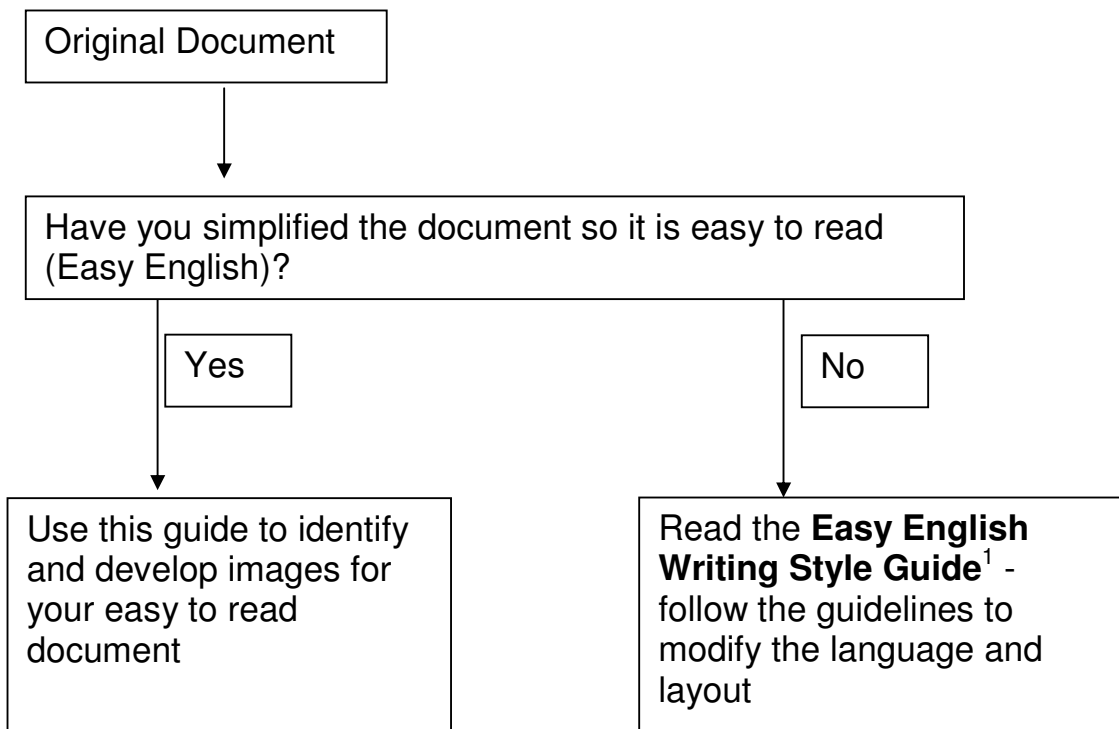 Original Document
Have you simplified the document so it is easy to read
(Easy English)?
Yes
No
Use this guide to identify
and develop images for
your easy to read
document
Read the Easy English
Writing Style Guide1 -
follow the guidelines to
modify the language and
layout